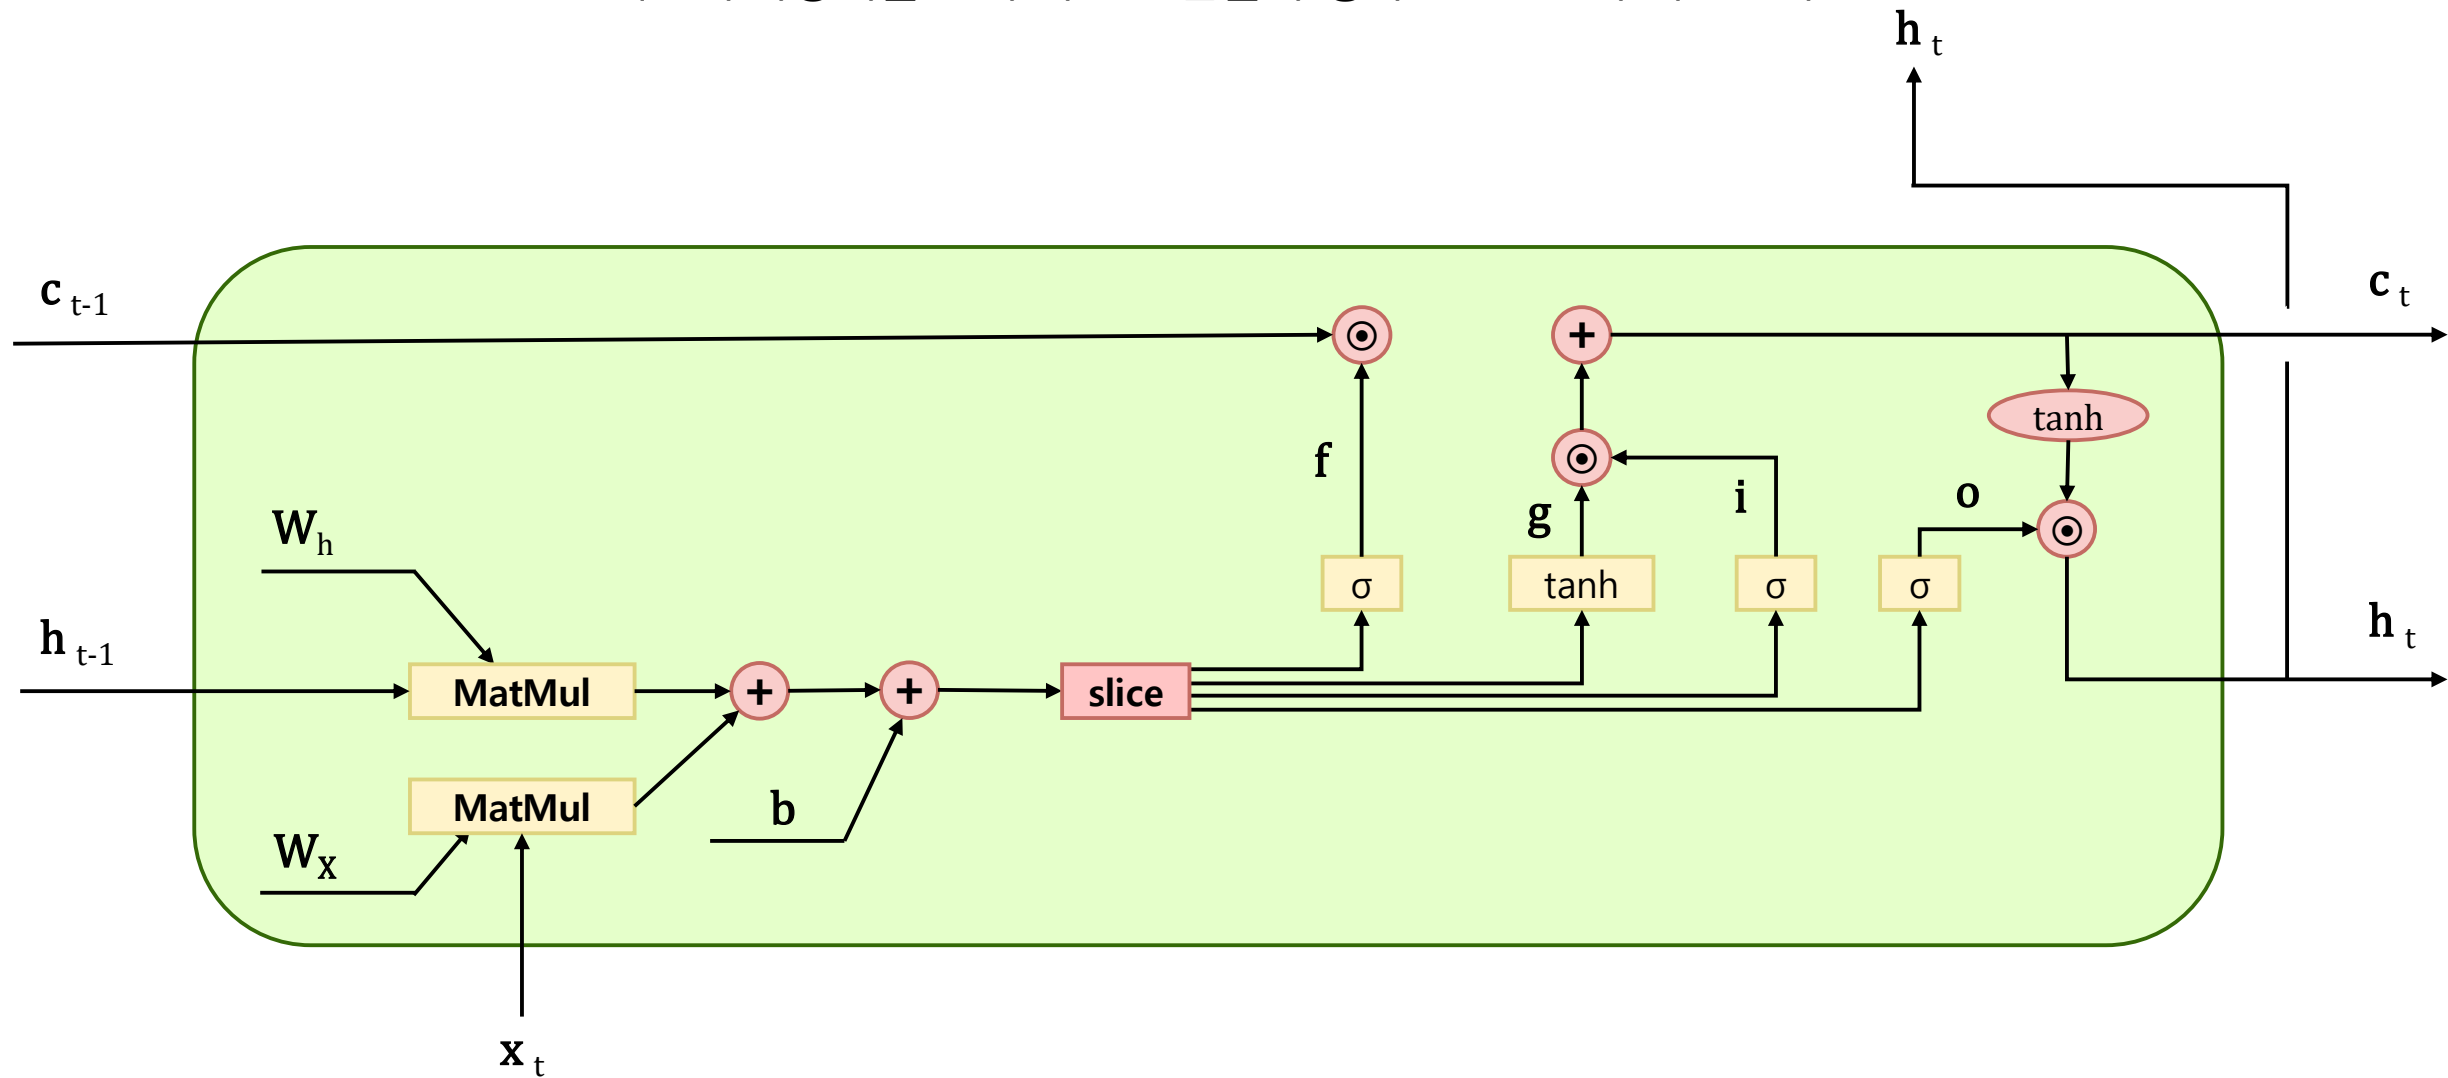 h t
c t-1
c t
+
tanh
f
g
i
o
W h
σ
tanh
σ
σ
h t-1
h t
MatMul
+
+
slice
MatMul
b
W X
x t